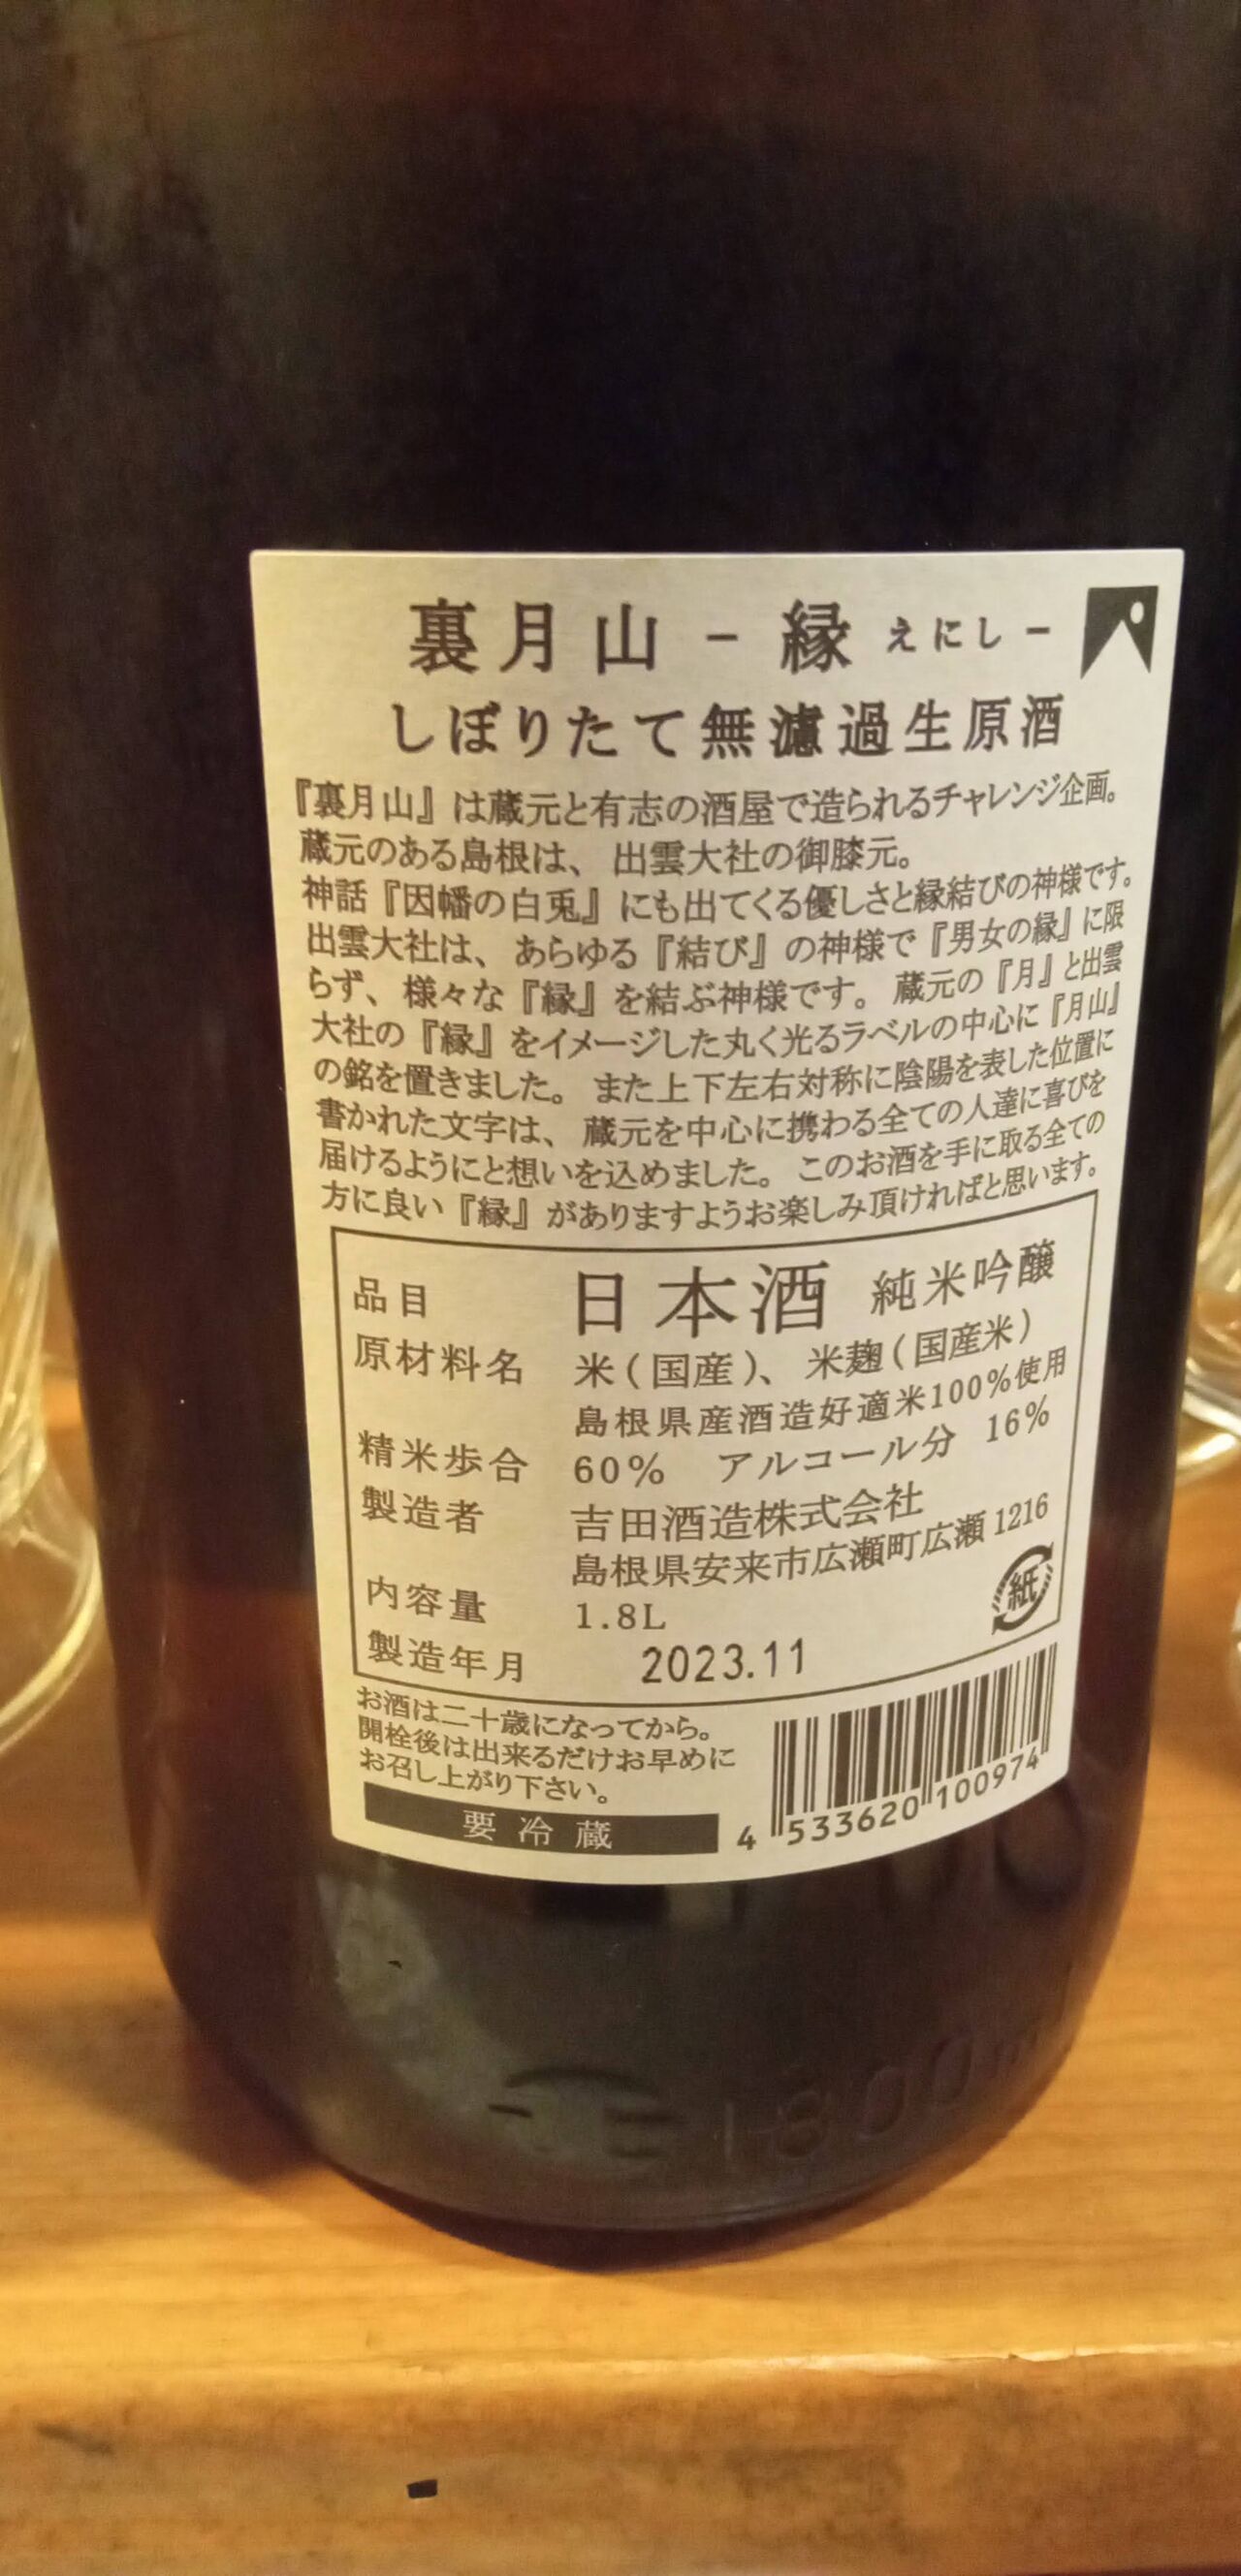 裏月山 - 縁 えにし -
しぼりたて無濾過生原酒
『裏月山』は蔵元と有志の酒屋で造られるチャレンジ企画。
蔵元のある島根は、出雲大社の御膝元。
神話『因幡の白兎』にも出てくる優しさと縁結びの神様です。
出雲大社は、あらゆる『結び』の神様で『男女の縁』に限
らず、様々な『縁』を結ぶ神様です。蔵元の『月』と出雲
大社の『縁』をイメージした丸く光るラベルの中心に『月山』
の銘を置きました。また上下左右対称に陰陽を表した位置に
書かれた文字は、蔵元を中心に携わる全ての人達に喜びを
届けるようにと想いを込めました。このお酒を手に取る全ての
方に良い『縁』がありますようお楽しみ頂ければと思います。
品目 日本酒 純米吟醸
原材料名 米(国産)、米麹(国産米)
島根県産酒造好適米100%使用
精米歩合 60% アルコール分 16%
製造者 吉田酒造株式会社
島根県安来市広瀬町広瀬1216
内容量 1.8L
紙
製造年月 2023.11
お酒は二十歳になってから。
開栓後は出来るだけお早めに
お召し上がり下さい。
要冷蔵
4 533620 100974
1800